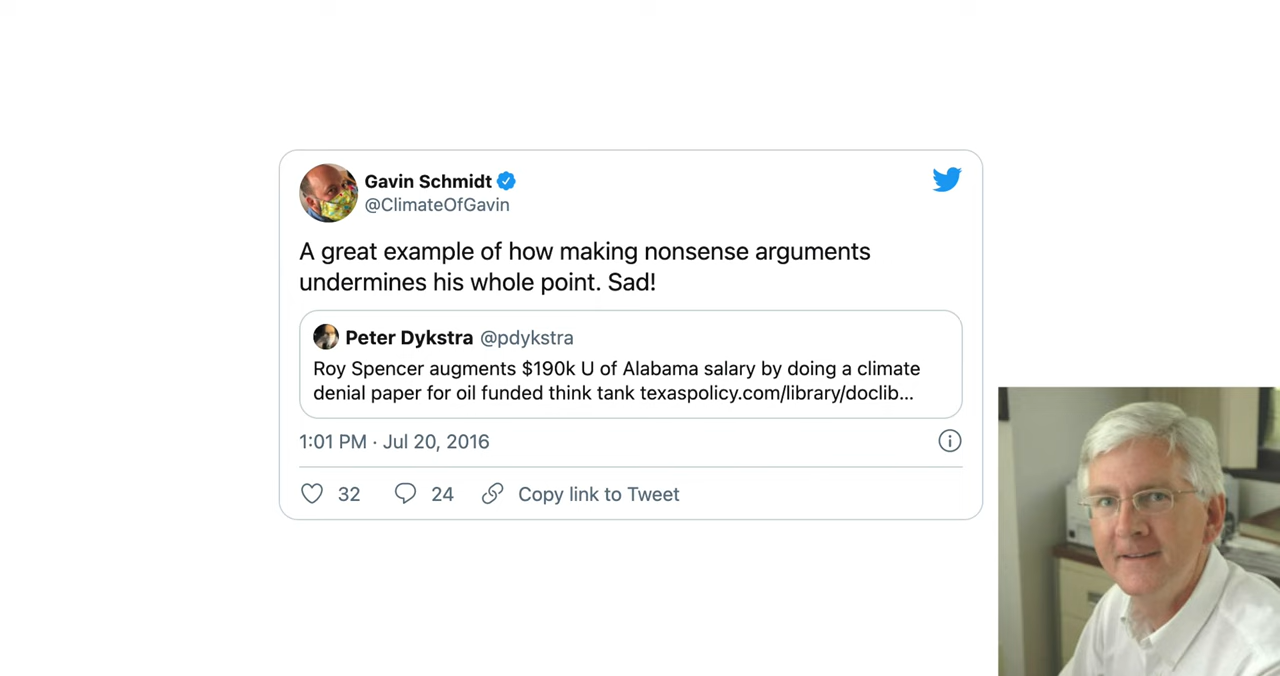 Gavin Schmidt
@ClimateOfGavin
A great example of how making nonsense arguments
undermines his whole point. Sad!
Peter Dykstra @pdykstra
Roy Spencer augments $190k U of Alabama salary by doing a climate
denial paper for oil funded think tank texaspolicy.com/library/doclib...
1:01 PM · Jul 20, 2016
32 24 Copy link to Tweet